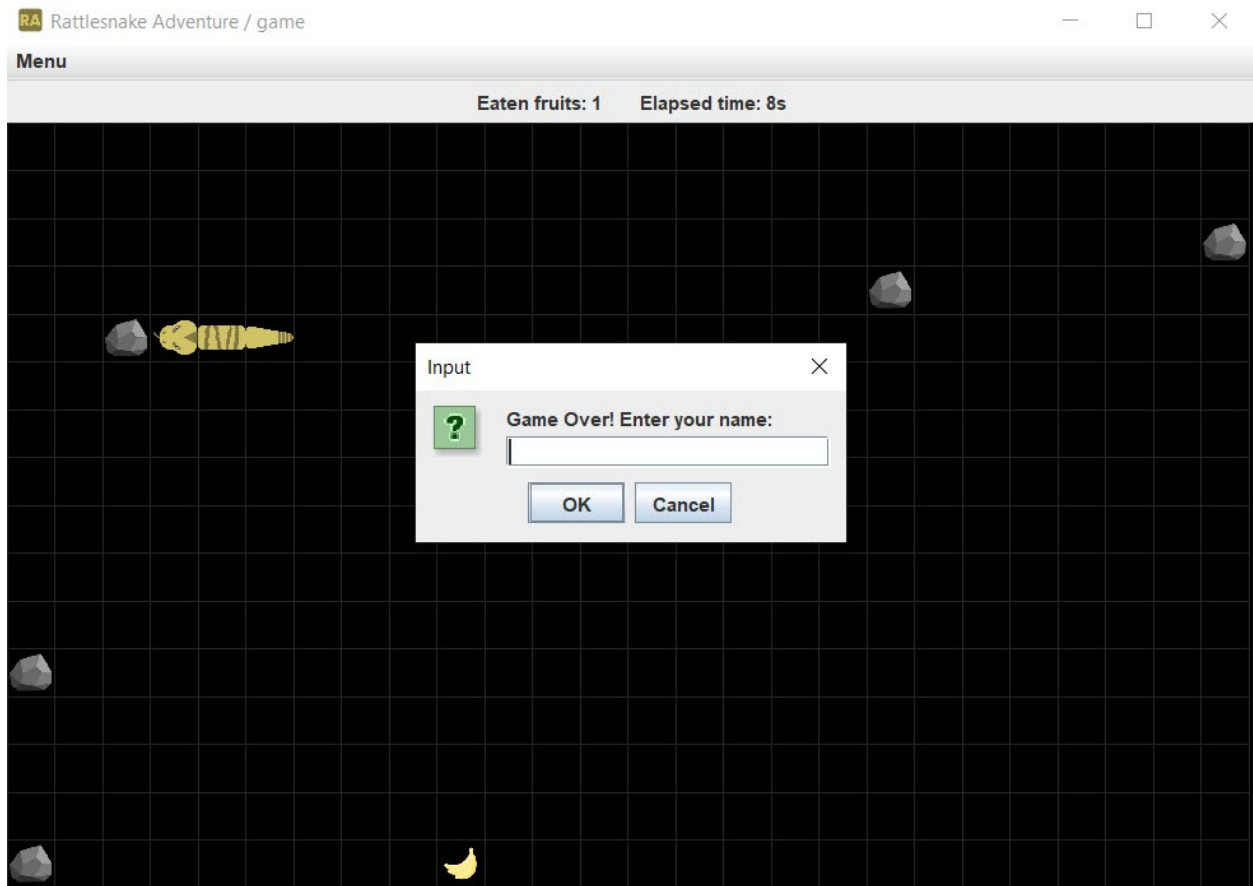 RA Rattlesnake Adventure / game
Menu
Eaten fruits: 1 Elapsed time: 8s
Input
? Game Over! Enter your name:
OK Cancel